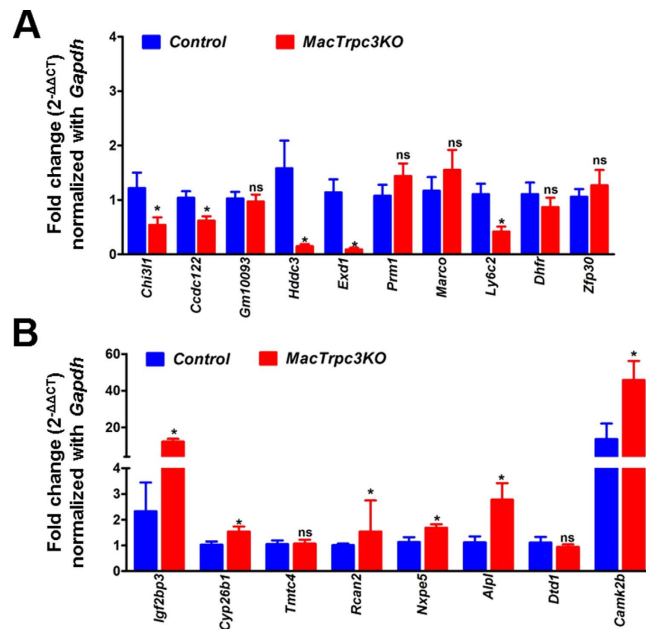 A
Control MacTrpc3KO
Fold change (2-ΔΔCT)
normalized with Gapdh
4
3
2
1
0
* * ns * * ns ns * ns ns
Chi3l1 Ccdc122 Gm10093 Hddc3 Exd1 Prm1 Marco Ly6c2 Dhfr Zfp30
B
Control MacTrpc3KO
Fold change (2-ΔΔCT)
normalized with Gapdh
60
40
20
4
3
2
1
0
* * ns * * * ns *
Igf2bp3 Cyp26b1 Tmtc4 Rcan2 Nxpe5 Alpl Dtd1 Camk2b